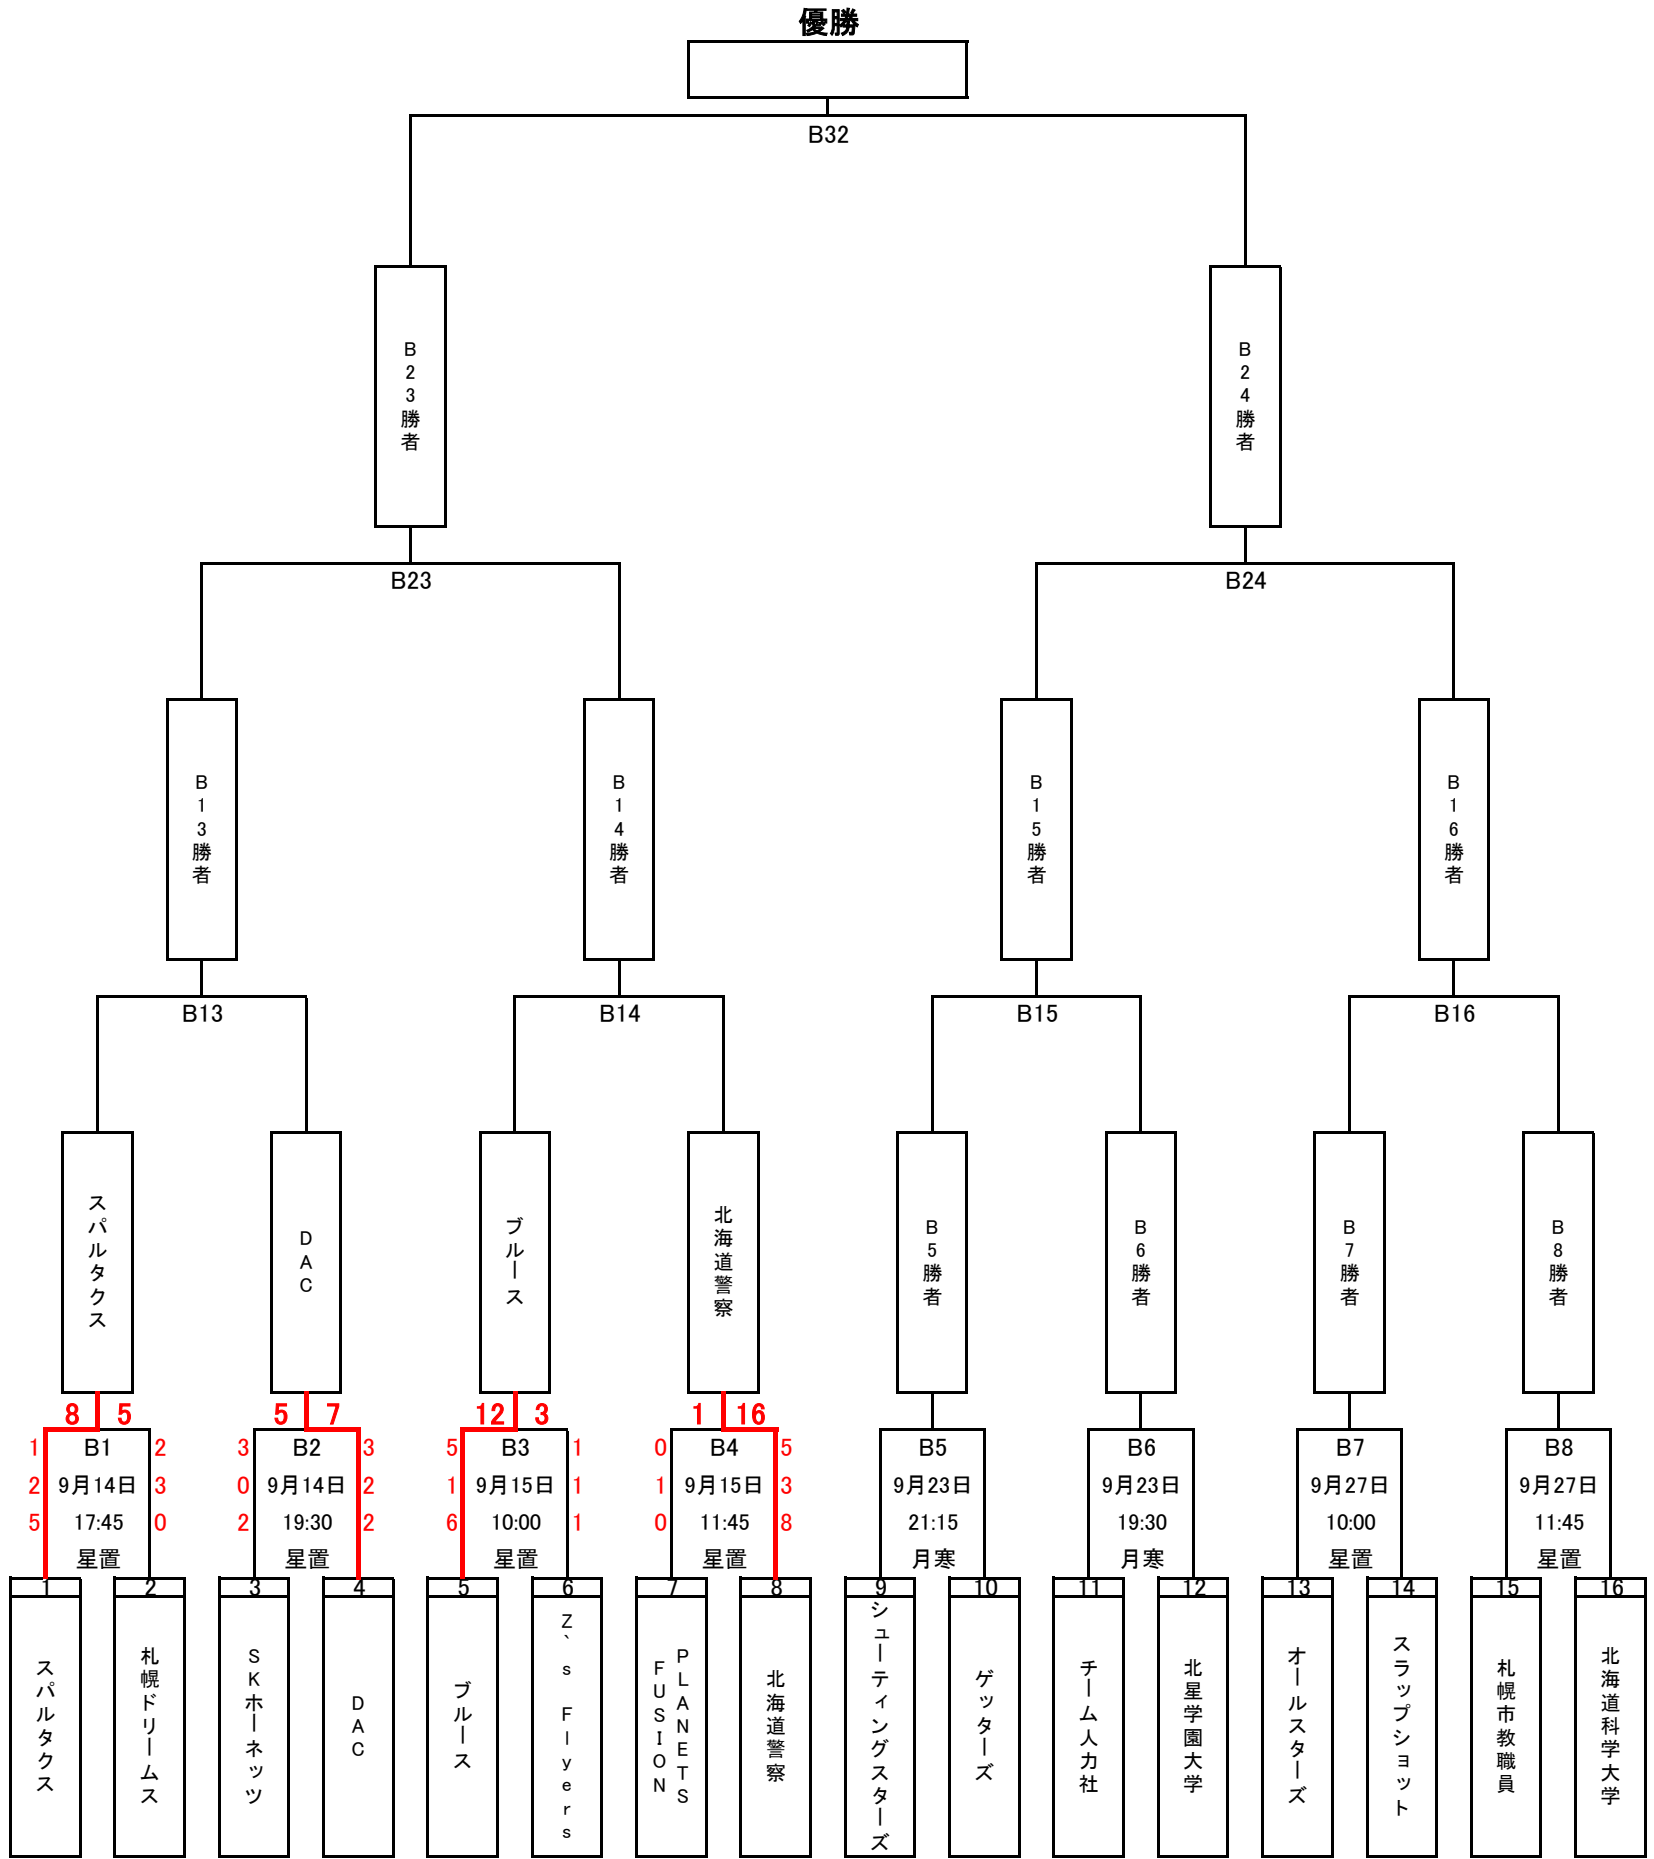 優勝
B32
B23勝者
B24勝者
B23
B24
B13勝者
B14勝者
B15勝者
B16勝者
B13
B14
B15
B16
スパルタクス
DAC
ブルース
北海道警察
B5勝者
B6勝者
B7勝者
B8勝者
8 5
5 7
12 3
1 16
1 B1 2
2 9月14日 3
5 17:45 0
星置
3 B2 3
0 9月14日 2
2 19:30 2
星置
5 B3 1
1 9月15日 1
6 10:00 1
星置
0 B4 5
1 9月15日 3
0 11:45 8
星置
B5
9月23日
21:15
月寒
B6
9月23日
19:30
月寒
B7
9月27日
10:00
星置
B8
9月27日
11:45
星置
1
スパルタクス
2
札幌ドリームス
3
SKホーネッツ
4
DAC
5
ブルース
6
Z`s Flyers
7
PLANETS
FUSION
8
北海道警察
9
シューティングスターズ
10
ゲッターズ
11
チーム人力社
12
北星学園大学
13
オールスターズ
14
スラップショット
15
札幌市教職員
16
北海道科学大学